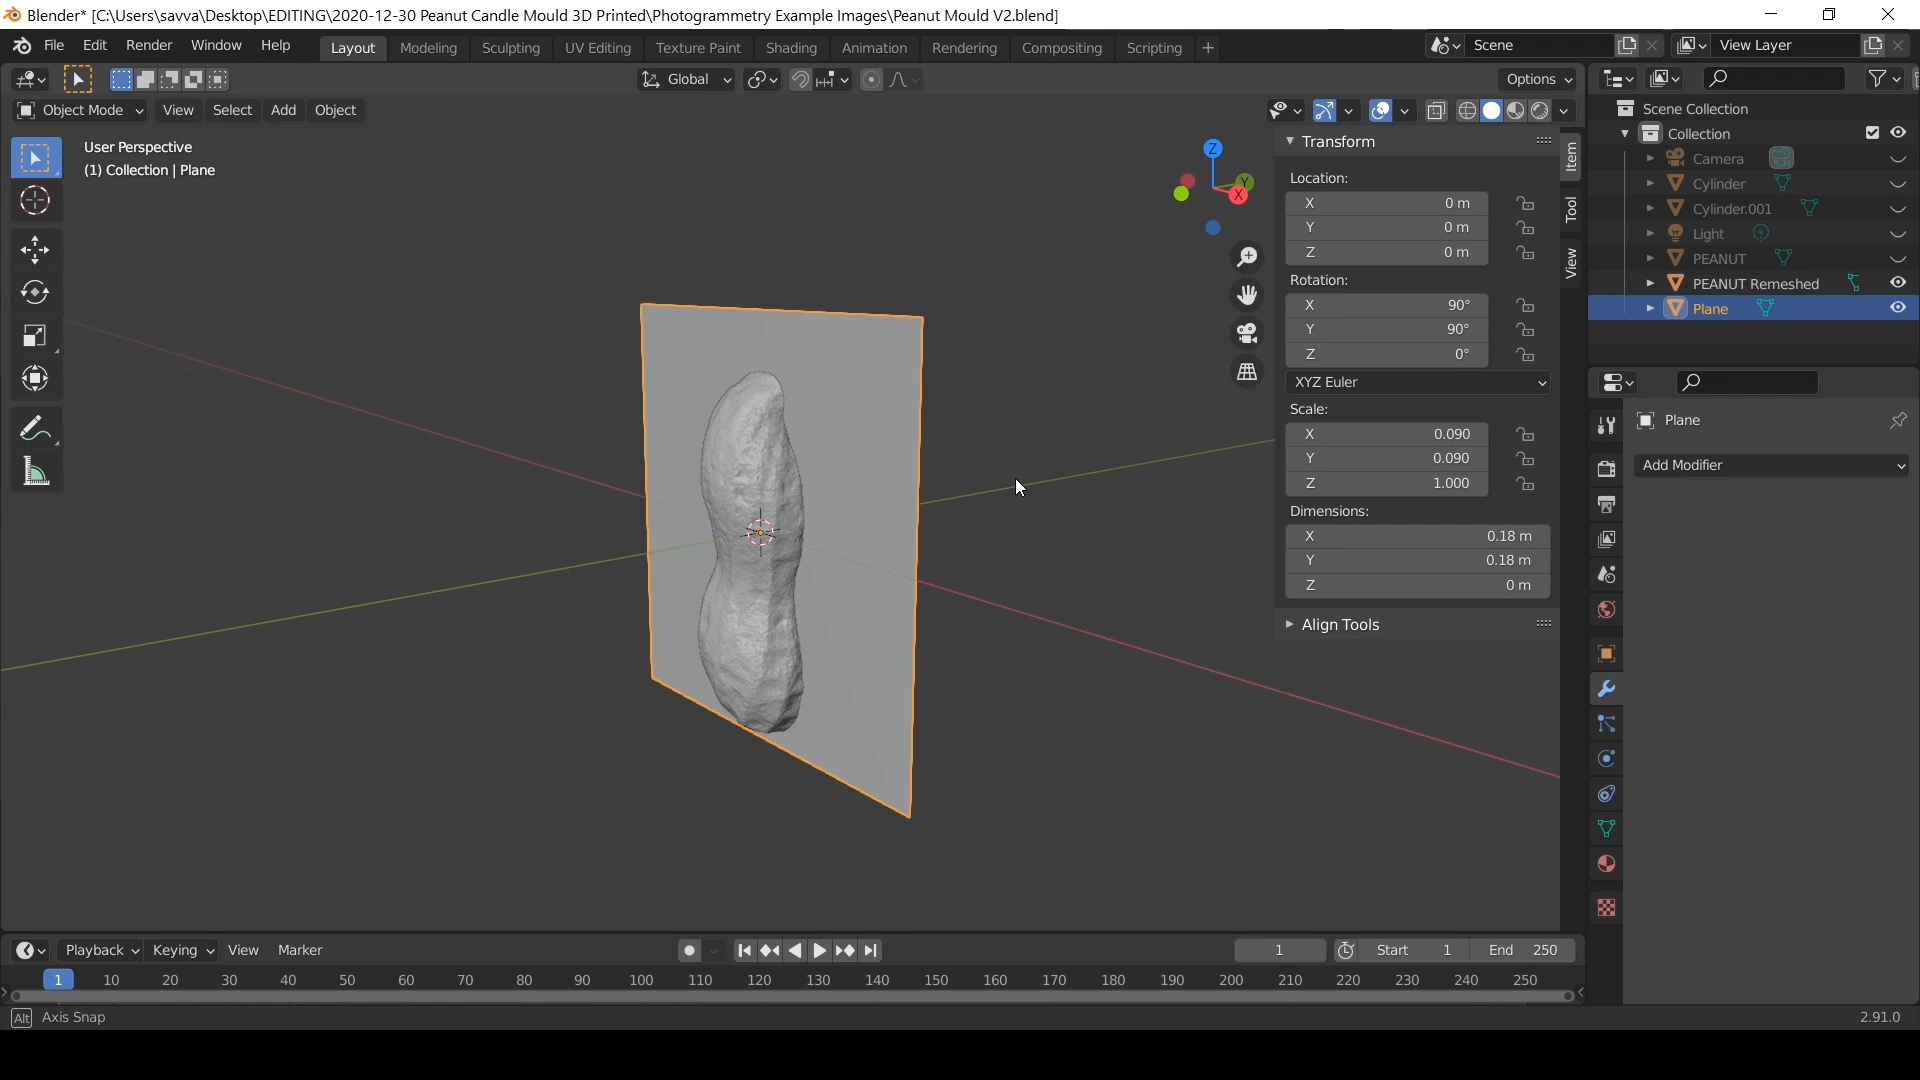 Blender* [C:\Users\savva\Desktop\EDITING\2020-12-30 Peanut Candle Mould 3D Printed\Photogrammetry Example Images\Peanut Mould V2.blend]
File Edit Render Window Help Layout Modeling Sculpting UV Editing Texture Paint Shading Animation Rendering Compositing Scripting + Scene View Layer
Global Options
Object Mode View Select Add Object
User Perspective
(1) Collection | Plane
Z
Y
X
Transform
Location:
X 0 m
Y 0 m
Z 0 m
Rotation:
X 90°
Y 90°
Z 0°
XYZ Euler
Scale:
X 0.090
Y 0.090
Z 1.000
Dimensions:
X 0.18 m
Y 0.18 m
Z 0 m
Align Tools
Item
Tool
View
Scene Collection
Collection
Camera
Cylinder
Cylinder.001
Light
PEANUT
PEANUT Remeshed
Plane
Plane
Add Modifier
Playback Keying View Marker 1 Start 1 End 250
1 10 20 30 40 50 60 70 80 90 100 110 120 130 140 150 160 170 180 190 200 210 220 230 240 250
Alt Axis Snap 2.91.0